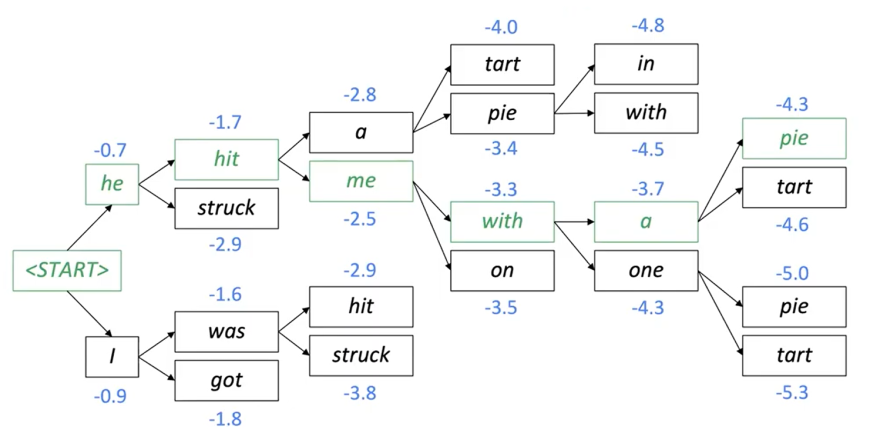 -4.0 -4.8
tart in
-2.8
-1.7 a pie with -4.3
-0.7 hit -3.4 -4.5 pie
he me -3.3 -3.7
struck -2.5 with a tart
-2.9 -4.6
<START> -2.9 on one -5.0
-1.6 hit -3.5 -4.3 pie
was
I struck tart
-0.9 got -3.8 -5.3
-1.8